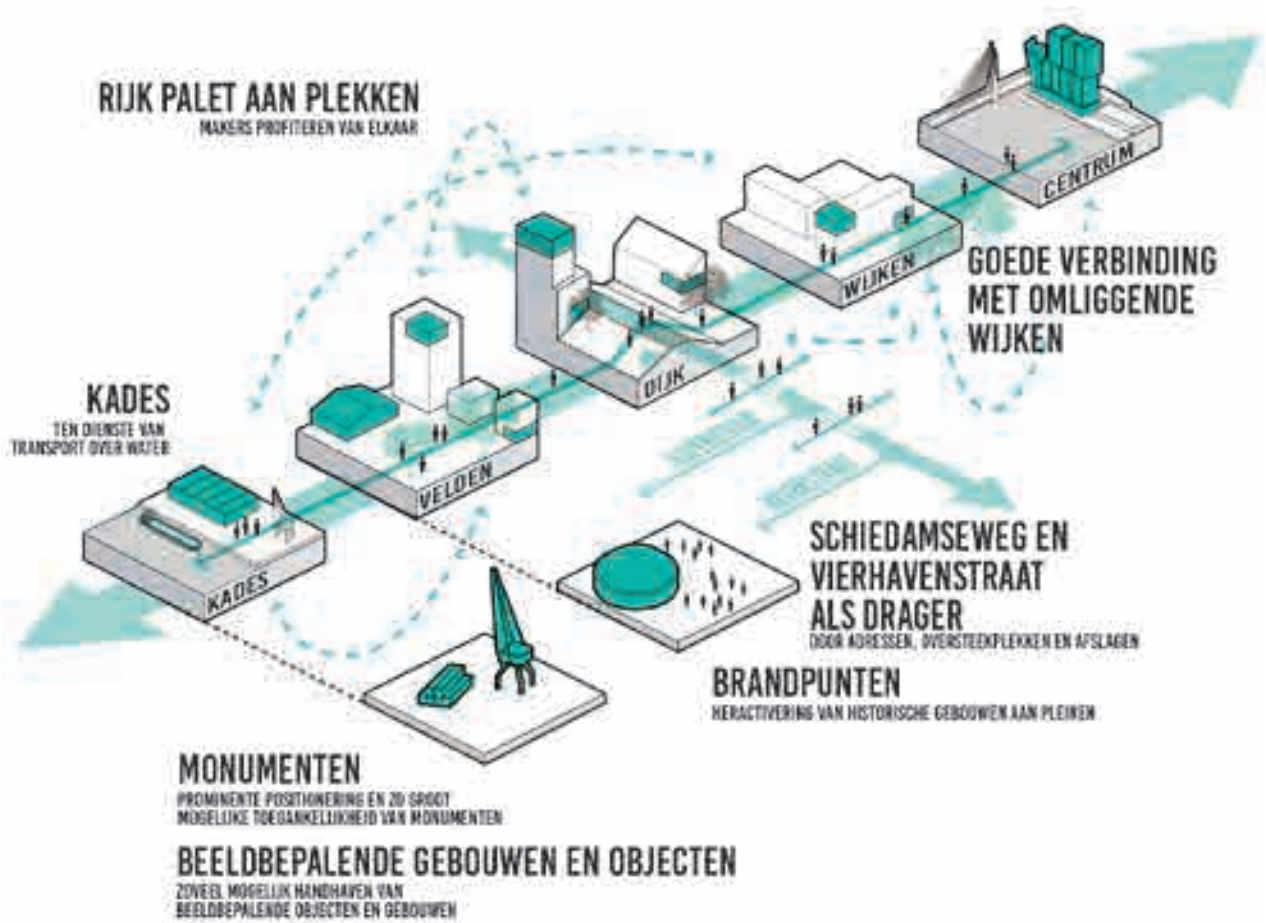 RIJK PALET AAN PLEKKEN
MAKERS PROFITEREN VAN ELKAAR
CENTRUM
WIJKEN
GOEDE VERBINDING
MET OMLIGGENDE
WIJKEN
DIJK
KADES
TEN DIENSTE VAN
TRANSPORT OVER WATER
VELDEN
KADES
SCHIEDAMSEWEG EN
VIERHAVENSTRAAT
ALS DRAGER
DOOR ADRESSEN, OVERSTEEKPLEKKEN EN AFSLAGEN
BRANDPUNTEN
HERACTIVERING VAN HISTORISCHE GEBOUWEN AAN PLEINEN
MONUMENTEN
PROMINENTE POSITIONERING EN ZO GROOT
MOGELIJKE TOEGANKELIJKHEID VAN MONUMENTEN
BEELDBEPALENDE GEBOUWEN EN OBJECTEN
ZOVEEL MOGELIJK HANDHAVEN VAN
BEELDBEPALENDE OBJECTEN EN GEBOUWEN